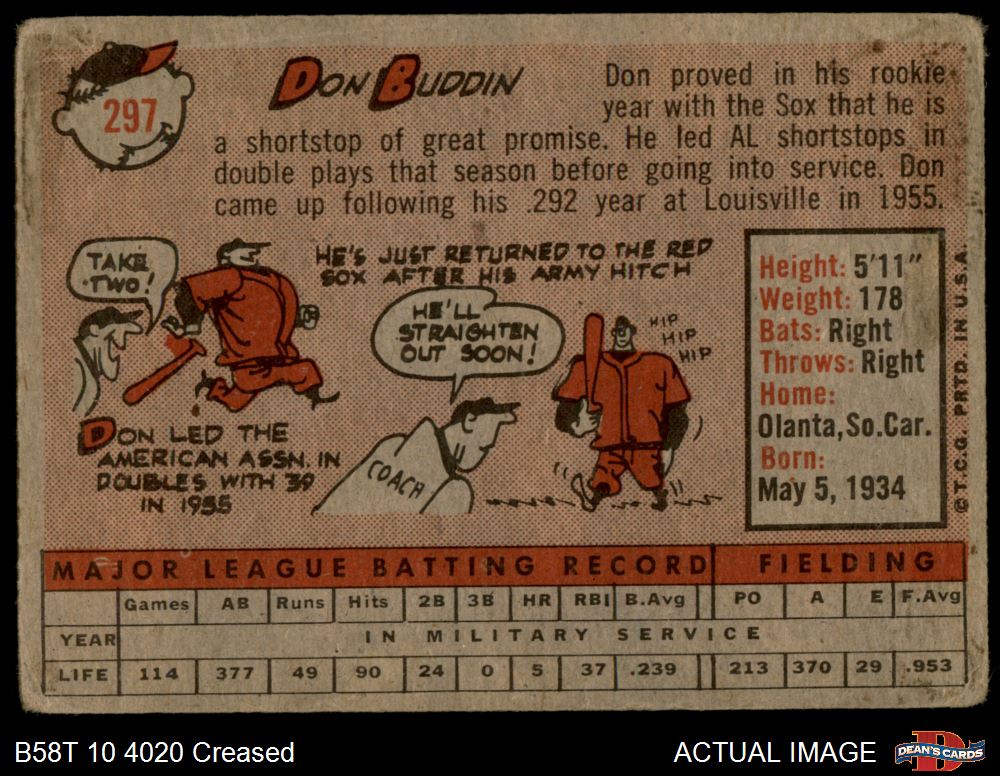 297
DON BUDDIN
Don proved in his rookie
year with the Sox that he is
a shortstop of great promise. He led AL shortstops in
double plays that season before going into service. Don
came up following his .292 year at Louisville in 1955.
TAKE
TWO!
HE'S JUST RETURNED TO THE RED
SOX AFTER HIS ARMY HITCH
HE'LL
STRAIGHTEN
OUT SOON!
HIP
HIP
HIP
DON LED THE
AMERICAN ASSN. IN
DOUBLES WITH 39
IN 1955
COACH
Height: 5'11"
Weight: 178
Bats: Right
Throws: Right
Home:
Olanta, So.Car.
Born:
May 5, 1934
© T.C.G. PRTD. IN U.S.A.
MAJOR LEAGUE BATTING RECORD FIELDING
Games AB Runs Hits 2B 3B HR RBI B.Avg PO A E F.Avg
YEAR IN MILITARY SERVICE
LIFE 114 377 49 90 24 0 5 37 .239 213 370 29 .953
B58T 10 4020 Creased
ACTUAL IMAGE
D
DEAN'S CARDS